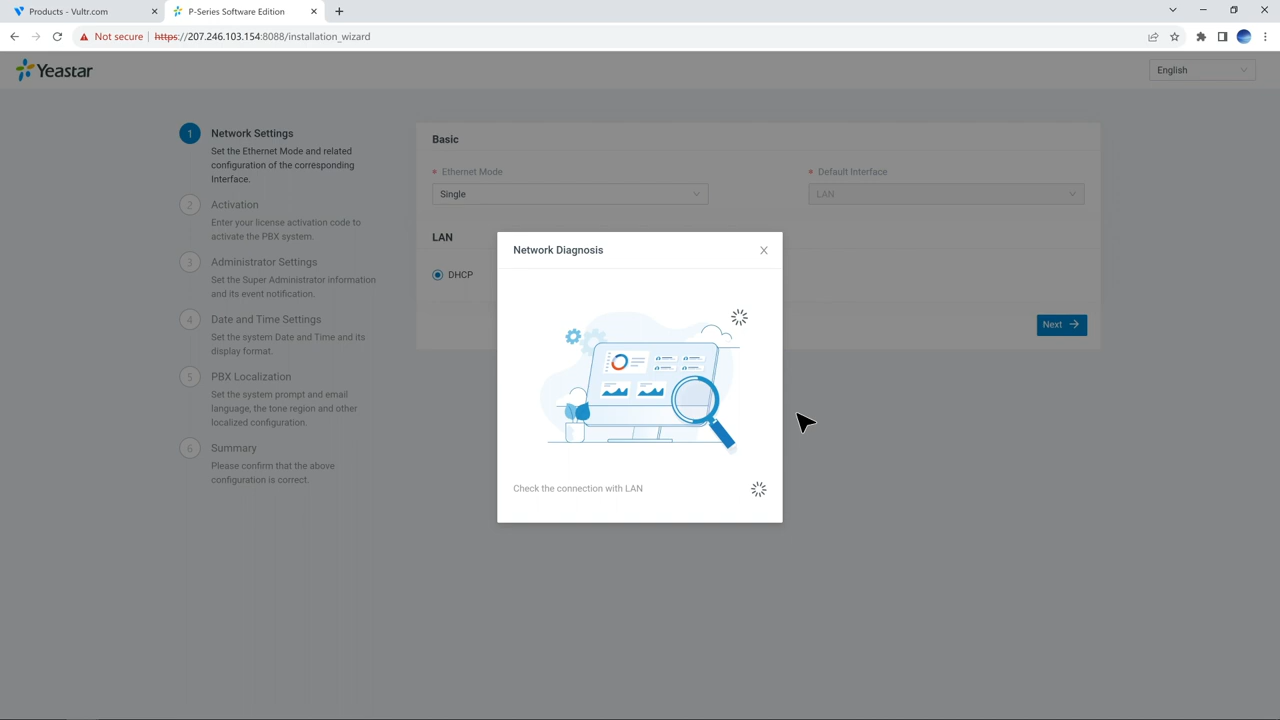 Products - Vultr.com
P-Series Software Edition
Not secure
https://207.246.103.154:8088/installation_wizard
Yeastar
English
1
Network Settings
Set the Ethernet Mode and related
configuration of the corresponding
Interface.
2
Activation
Enter your license activation code to
activate the PBX system.
3
Administrator Settings
Set the Super Administrator information
and its event notification.
4
Date and Time Settings
Set the system Date and Time and its
display format.
5
PBX Localization
Set the system prompt and email
language, the tone region and other
localized configuration.
6
Summary
Please confirm that the above
configuration is correct.
Basic
* Ethernet Mode
Single
* Default Interface
LAN
LAN
DHCP
Next
Network Diagnosis
Check the connection with LAN